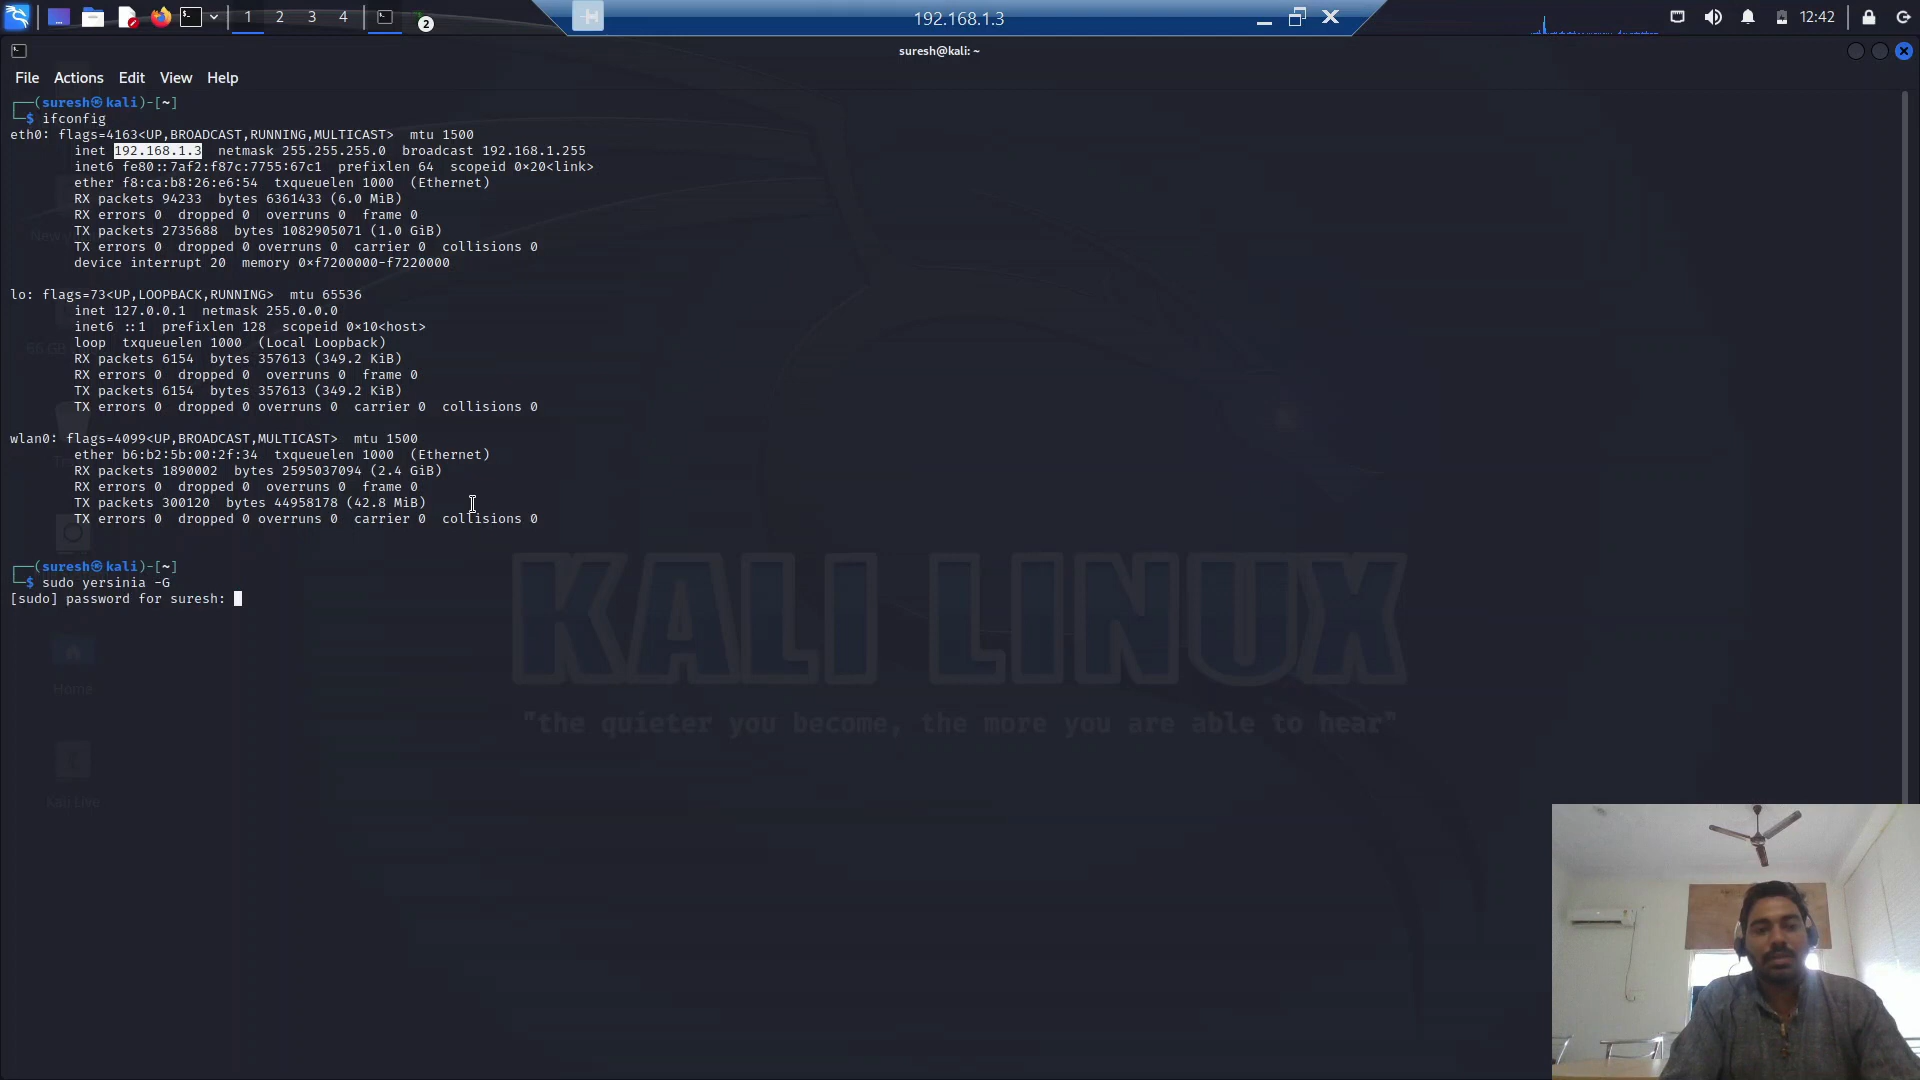 1 2 3 4 2 192.168.1.3 12:42
suresh@kali: ~
File Actions Edit View Help
┌──(suresh㉿kali)-[~]
└─$ ifconfig
eth0: flags=4163<UP,BROADCAST,RUNNING,MULTICAST>  mtu 1500
inet 192.168.1.3  netmask 255.255.255.0  broadcast 192.168.1.255
inet6 fe80::7af2:f87c:7755:67c1  prefixlen 64  scopeid 0×20<link>
ether f8:ca:b8:26:e6:54  txqueuelen 1000  (Ethernet)
RX packets 94233  bytes 6361433 (6.0 MiB)
RX errors 0  dropped 0  overruns 0  frame 0
TX packets 2735688  bytes 1082905071 (1.0 GiB)
TX errors 0  dropped 0 overruns 0  carrier 0  collisions 0
device interrupt 20  memory 0×f7200000-f7220000
lo: flags=73<UP,LOOPBACK,RUNNING>  mtu 65536
inet 127.0.0.1  netmask 255.0.0.0
inet6 ::1  prefixlen 128  scopeid 0×10<host>
loop  txqueuelen 1000  (Local Loopback)
RX packets 6154  bytes 357613 (349.2 KiB)
RX errors 0  dropped 0  overruns 0  frame 0
TX packets 6154  bytes 357613 (349.2 KiB)
TX errors 0  dropped 0 overruns 0  carrier 0  collisions 0
wlan0: flags=4099<UP,BROADCAST,MULTICAST>  mtu 1500
ether b6:b2:5b:00:2f:34  txqueuelen 1000  (Ethernet)
RX packets 1890002  bytes 2595037094 (2.4 GiB)
RX errors 0  dropped 0  overruns 0  frame 0
TX packets 300120  bytes 44958178 (42.8 MiB)
TX errors 0  dropped 0 overruns 0  carrier 0  collisions 0
┌──(suresh㉿kali)-[~]
└─$ sudo yersinia -G
[sudo] password for suresh:
KALI LINUX
"the quieter you become, the more you are able to hear"
Home
Kali Live